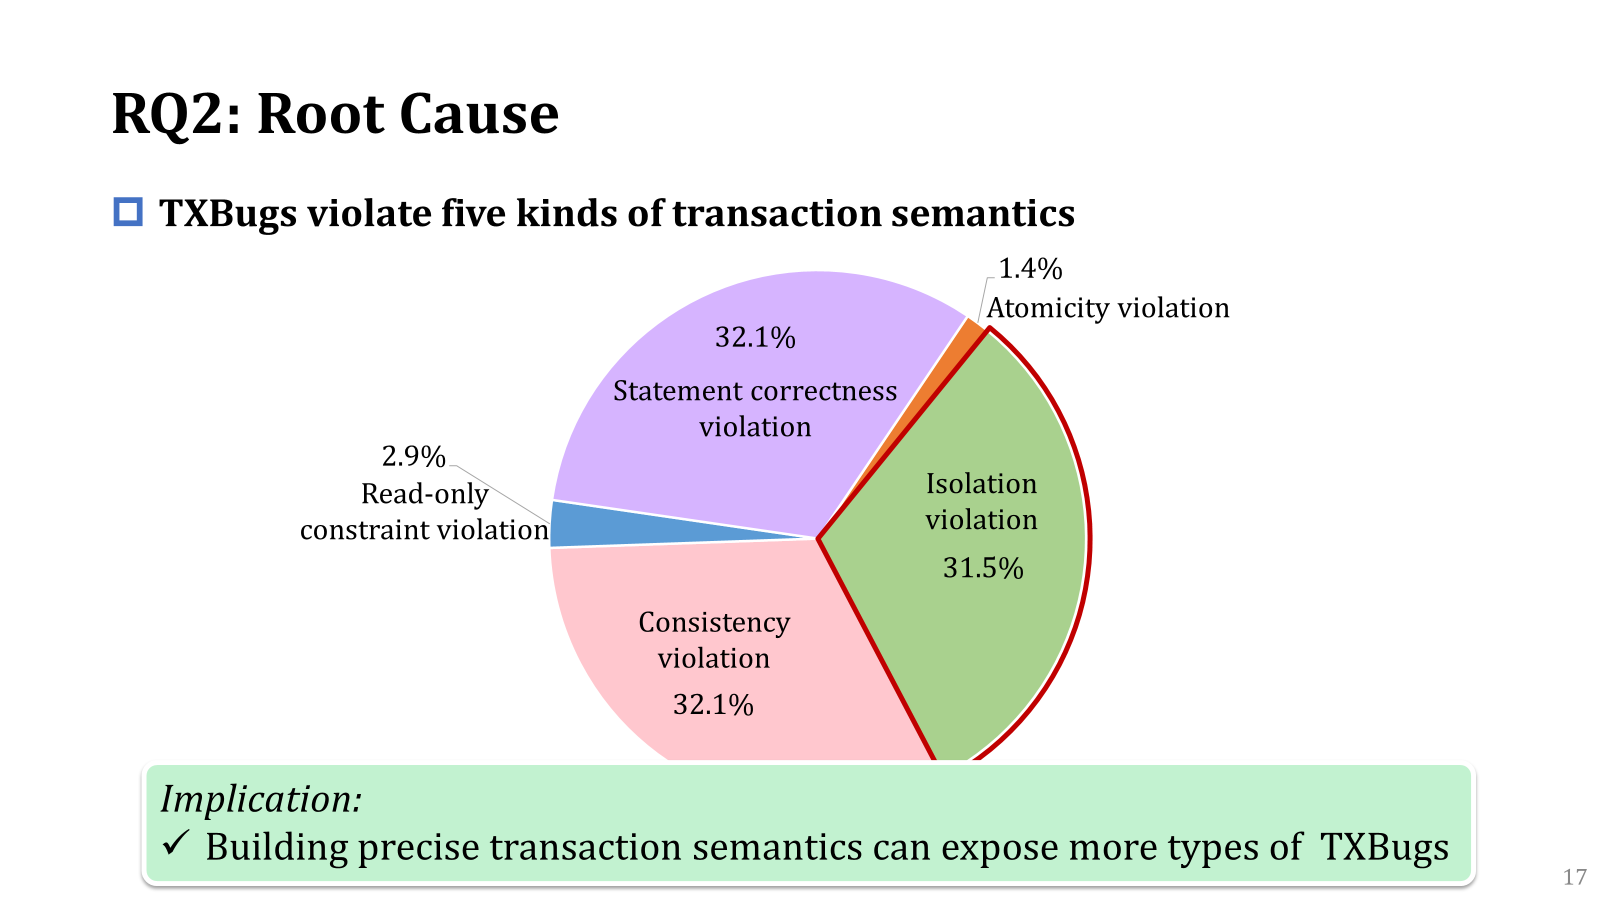 RQ2: Root Cause
TXBugs violate five kinds of transaction semantics
1.4%
Atomicity violation
32.1%
Statement correctness
violation
2.9%
Read-only
constraint violation
Isolation
violation
31.5%
Consistency
violation
32.1%
Implication:
✓ Building precise transaction semantics can expose more types of TXBugs
17